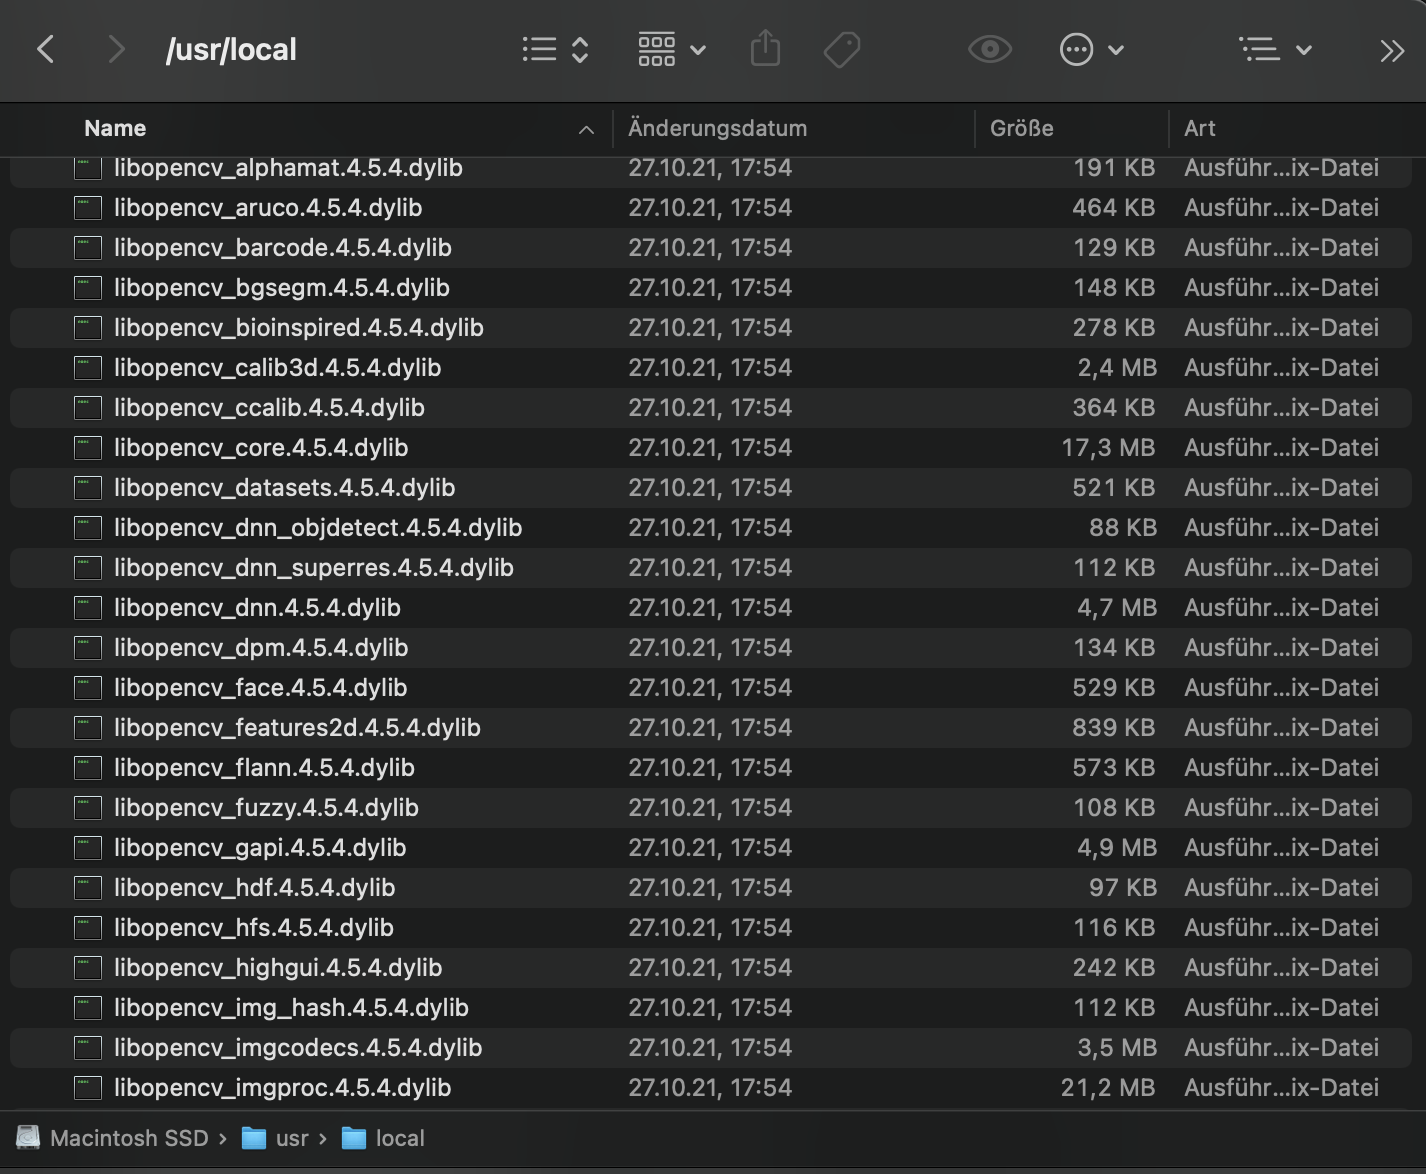 /usr/local
Name Änderungsdatum Größe Art
libopencv_alphamat.4.5.4.dylib 27.10.21, 17:54 191 KB Ausführ...ix-Datei
libopencv_aruco.4.5.4.dylib 27.10.21, 17:54 464 KB Ausführ...ix-Datei
libopencv_barcode.4.5.4.dylib 27.10.21, 17:54 129 KB Ausführ...ix-Datei
libopencv_bgsegm.4.5.4.dylib 27.10.21, 17:54 148 KB Ausführ...ix-Datei
libopencv_bioinspired.4.5.4.dylib 27.10.21, 17:54 278 KB Ausführ...ix-Datei
libopencv_calib3d.4.5.4.dylib 27.10.21, 17:54 2,4 MB Ausführ...ix-Datei
libopencv_ccalib.4.5.4.dylib 27.10.21, 17:54 364 KB Ausführ...ix-Datei
libopencv_core.4.5.4.dylib 27.10.21, 17:54 17,3 MB Ausführ...ix-Datei
libopencv_datasets.4.5.4.dylib 27.10.21, 17:54 521 KB Ausführ...ix-Datei
libopencv_dnn_objdetect.4.5.4.dylib 27.10.21, 17:54 88 KB Ausführ...ix-Datei
libopencv_dnn_superres.4.5.4.dylib 27.10.21, 17:54 112 KB Ausführ...ix-Datei
libopencv_dnn.4.5.4.dylib 27.10.21, 17:54 4,7 MB Ausführ...ix-Datei
libopencv_dpm.4.5.4.dylib 27.10.21, 17:54 134 KB Ausführ...ix-Datei
libopencv_face.4.5.4.dylib 27.10.21, 17:54 529 KB Ausführ...ix-Datei
libopencv_features2d.4.5.4.dylib 27.10.21, 17:54 839 KB Ausführ...ix-Datei
libopencv_flann.4.5.4.dylib 27.10.21, 17:54 573 KB Ausführ...ix-Datei
libopencv_fuzzy.4.5.4.dylib 27.10.21, 17:54 108 KB Ausführ...ix-Datei
libopencv_gapi.4.5.4.dylib 27.10.21, 17:54 4,9 MB Ausführ...ix-Datei
libopencv_hdf.4.5.4.dylib 27.10.21, 17:54 97 KB Ausführ...ix-Datei
libopencv_hfs.4.5.4.dylib 27.10.21, 17:54 116 KB Ausführ...ix-Datei
libopencv_highgui.4.5.4.dylib 27.10.21, 17:54 242 KB Ausführ...ix-Datei
libopencv_img_hash.4.5.4.dylib 27.10.21, 17:54 112 KB Ausführ...ix-Datei
libopencv_imgcodecs.4.5.4.dylib 27.10.21, 17:54 3,5 MB Ausführ...ix-Datei
libopencv_imgproc.4.5.4.dylib 27.10.21, 17:54 21,2 MB Ausführ...ix-Datei
Macintosh SSD › usr › local